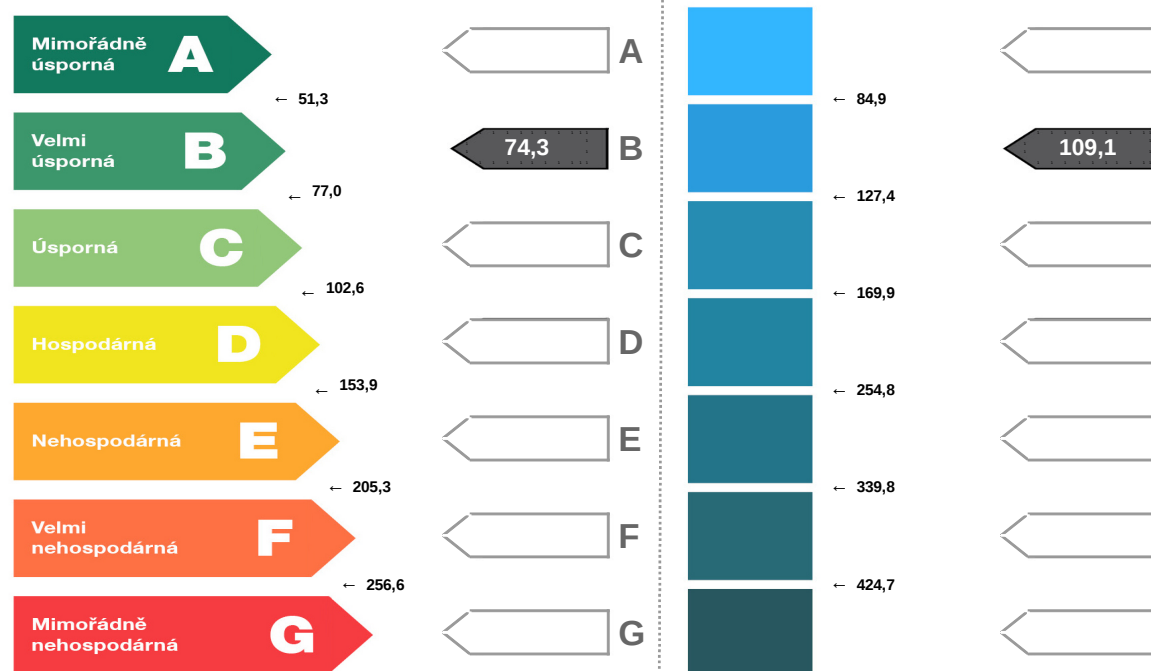 Mimořádně
úsporná
A
A
← 51,3
← 84,9
Velmi
úsporná
B
74,3
B
109,1
← 77,0
← 127,4
Úsporná
C
C
← 102,6
← 169,9
Hospodárná
D
D
← 153,9
← 254,8
Nehospodárná
E
E
← 205,3
← 339,8
Velmi
nehospodárná
F
F
← 256,6
← 424,7
Mimořádně
nehospodárná
G
G